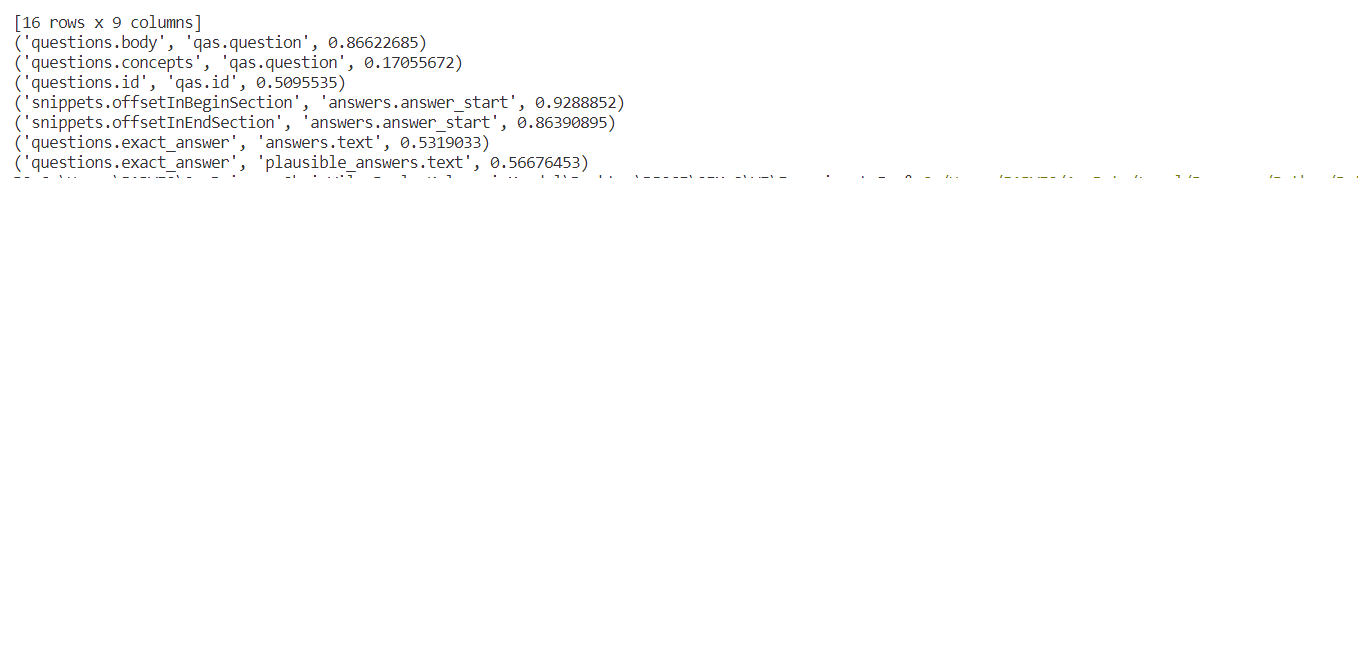 [16 rows x 9 columns]
('questions.body', 'qas.question', 0.86622685)
('questions.concepts', 'qas.question', 0.17055672)
('questions.id', 'qas.id', 0.5095535)
('snippets.offsetInBeginSection', 'answers.answer_start', 0.9288852)
('snippets.offsetInEndSection', 'answers.answer_start', 0.86390895)
('questions.exact_answer', 'answers.text', 0.5319033)
('questions.exact_answer', 'plausible_answers.text', 0.56676453)